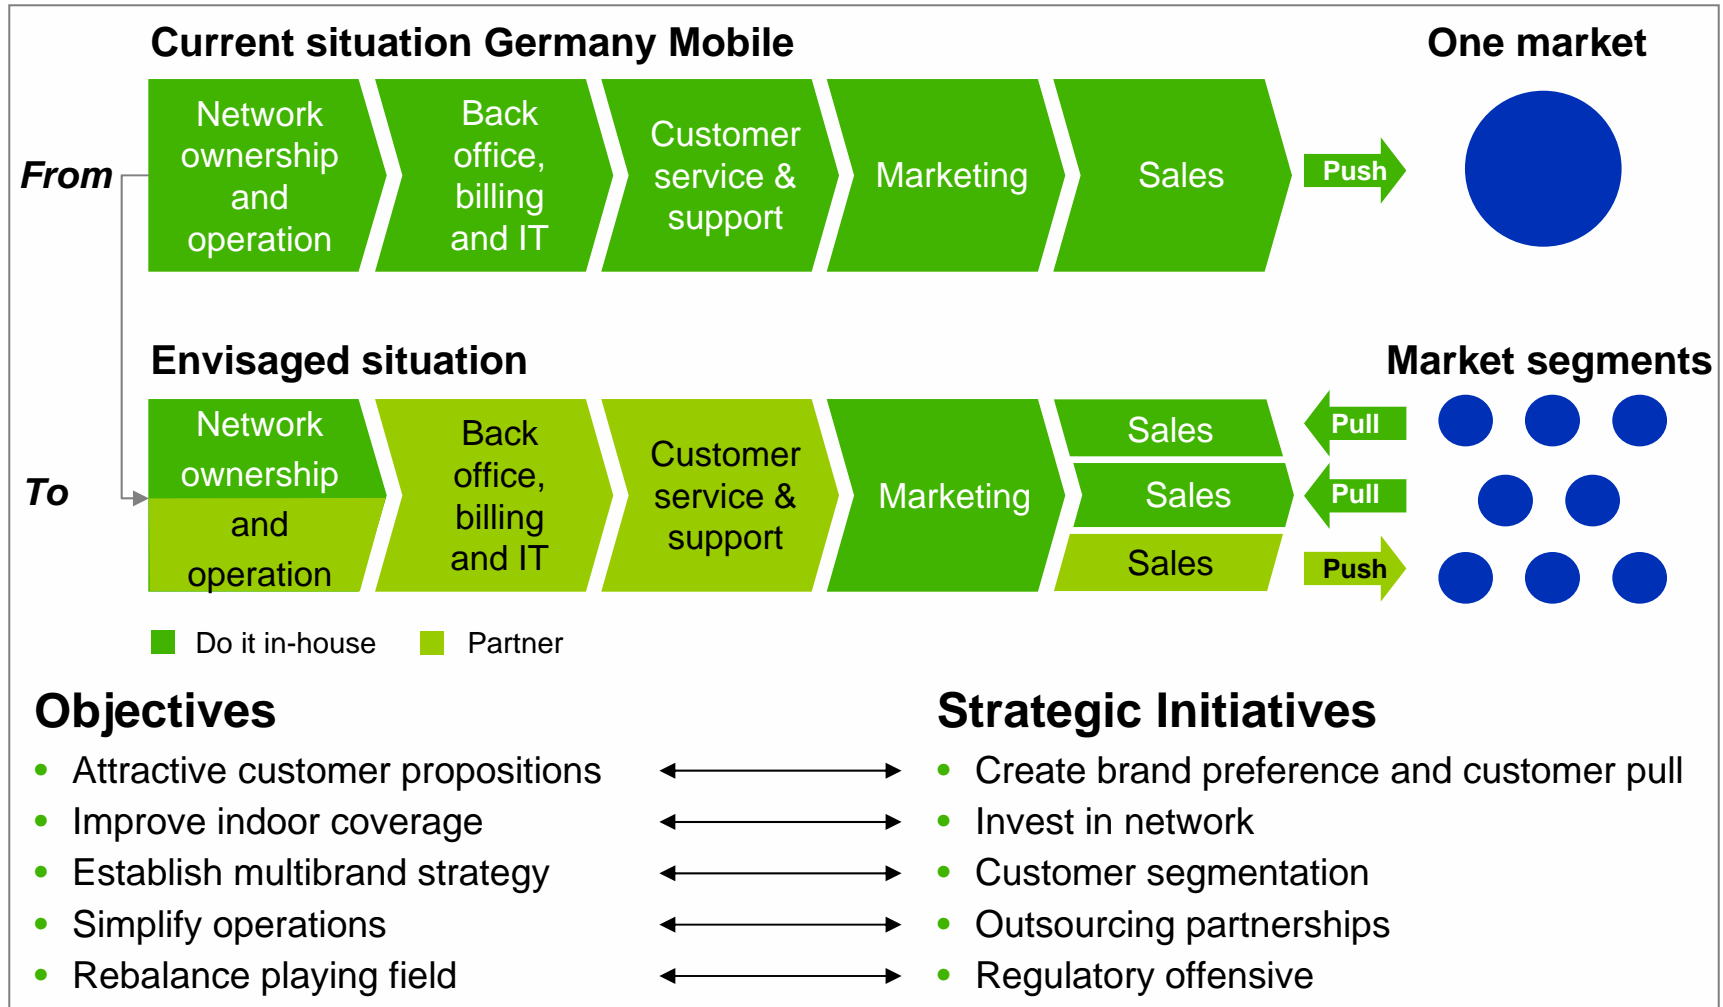 Current situation Germany Mobile
One market
From
Network
ownership
and
operation
Back
office,
billing
and IT
Customer
service &
support
Marketing
Sales
Push
Envisaged situation
Market segments
To
Network
ownership
and
operation
Back
office,
billing
and IT
Customer
service &
support
Marketing
Sales
Sales
Sales
Pull
Pull
Push
Do it in-house
Partner
Objectives
• Attractive customer propositions
• Improve indoor coverage
• Establish multibrand strategy
• Simplify operations
• Rebalance playing field
Strategic Initiatives
• Create brand preference and customer pull
• Invest in network
• Customer segmentation
• Outsourcing partnerships
• Regulatory offensive